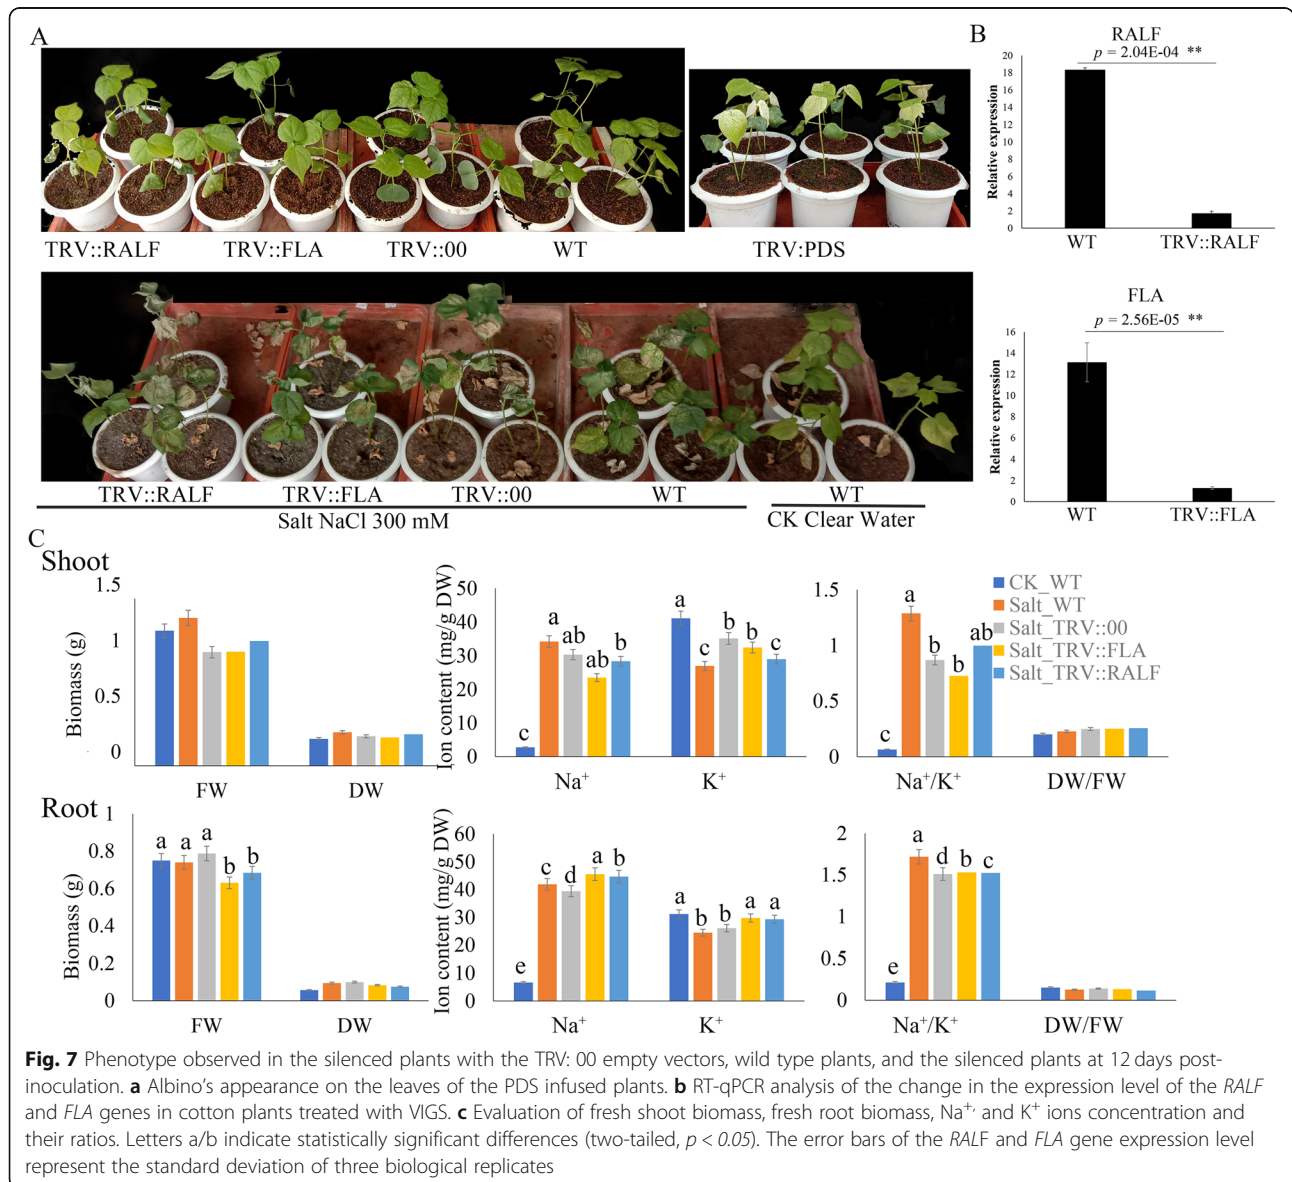 A
TRV::RALF TRV::FLA TRV::00 WT TRV:PDS
TRV::RALF TRV::FLA TRV::00 WT WT
Salt NaCl 300 mM CK Clear Water
B
RALF
p = 2.04E-04 **
Relative expression
20
18
16
14
12
10
8
6
4
2
0
WT TRV::RALF
FLA
p = 2.56E-05 **
Relative expression
16
14
12
10
8
6
4
2
0
WT TRV::FLA
C
Shoot
Biomass (g)
1.5
1
0.5
0
FW DW
Ion content (mg/g DW)
50
40
30
20
10
0
c a ab ab b
a c b b c
Na⁺ K⁺
1.5
1
0.5
0
c a b b ab
Na⁺/K⁺ DW/FW
CK_WT
Salt_WT
Salt_TRV::00
Salt_TRV::FLA
Salt_TRV::RALF
Root
Biomass (g)
1
0.8
0.6
0.4
0.2
0
a a a b b
FW DW
Ion content (mg/g DW)
60
50
40
30
20
10
0
e c d a b
a b b a a
Na⁺ K⁺
2
1.5
1
0.5
0
e a d b c
Na⁺/K⁺ DW/FW
Fig. 7 Phenotype observed in the silenced plants with the TRV: 00 empty vectors, wild type plants, and the silenced plants at 12 days post-
inoculation. a Albino's appearance on the leaves of the PDS infused plants. b RT-qPCR analysis of the change in the expression level of the RALF
and FLA genes in cotton plants treated with VIGS. c Evaluation of fresh shoot biomass, fresh root biomass, Na⁺, and K⁺ ions concentration and
their ratios. Letters a/b indicate statistically significant differences (two-tailed, p < 0.05). The error bars of the RALF and FLA gene expression level
represent the standard deviation of three biological replicates